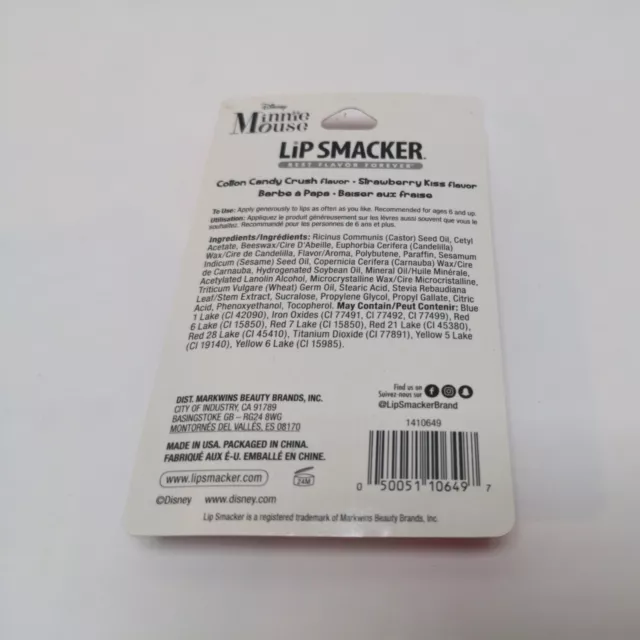 Disney
Minnie
Mouse
LiP SMACKER®
BEST FLAVOR FOREVER
Cotton Candy Crush flavor • Strawberry Kiss flavor
Barbe à Papa • Baiser aux fraise
To Use: Apply generously to lips as often as you like. Recommended for ages 6 and up.
Utilisation: Appliquez le produit généreusement sur les lèvres aussi souvent que vous le
souhaitez. Recommandé pour les personnes de 6 ans et plus.
Ingredients/Ingrédients: Ricinus Communis (Castor) Seed Oil, Cetyl
Acetate, Beeswax/Cire D'Abeille, Euphorbia Cerifera (Candelilla)
Wax/Cire de Candelilla, Flavor/Aroma, Polybutene, Paraffin, Sesamum
Indicum (Sesame) Seed Oil, Copernicia Cerifera (Carnauba) Wax/Cire
de Carnauba, Hydrogenated Soybean Oil, Mineral Oil/Huile Minérale,
Acetylated Lanolin Alcohol, Microcrystalline Wax/Cire Microcristalline,
Triticum Vulgare (Wheat) Germ Oil, Stearic Acid, Stevia Rebaudiana
Leaf/Stem Extract, Sucralose, Propylene Glycol, Propyl Gallate, Citric
Acid, Phenoxyethanol, Tocopherol. May Contain/Peut Contenir: Blue
1 Lake (CI 42090), Iron Oxides (CI 77491, CI 77492, CI 77499), Red
6 Lake (CI 15850), Red 7 Lake (CI 15850), Red 21 Lake (CI 45380),
Red 28 Lake (CI 45410), Titanium Dioxide (CI 77891), Yellow 5 Lake
(CI 19140), Yellow 6 Lake (CI 15985).
DIST. MARKWINS BEAUTY BRANDS, INC.
CITY OF INDUSTRY, CA 91789
BASINGSTOKE GB – RG24 8WG
MONTORNÉS DEL VALLÉS, ES 08170
Find us on
Suivez-nous sur
@LipSmackerBrand
MADE IN USA. PACKAGED IN CHINA.
FABRIQUÉ AUX É-U. EMBALLÉ EN CHINE.
1410649
www.lipsmacker.com
24M
0 50051 10649 7
©Disney www.disney.com
Lip Smacker is a registered trademark of Markwins Beauty Brands, Inc.